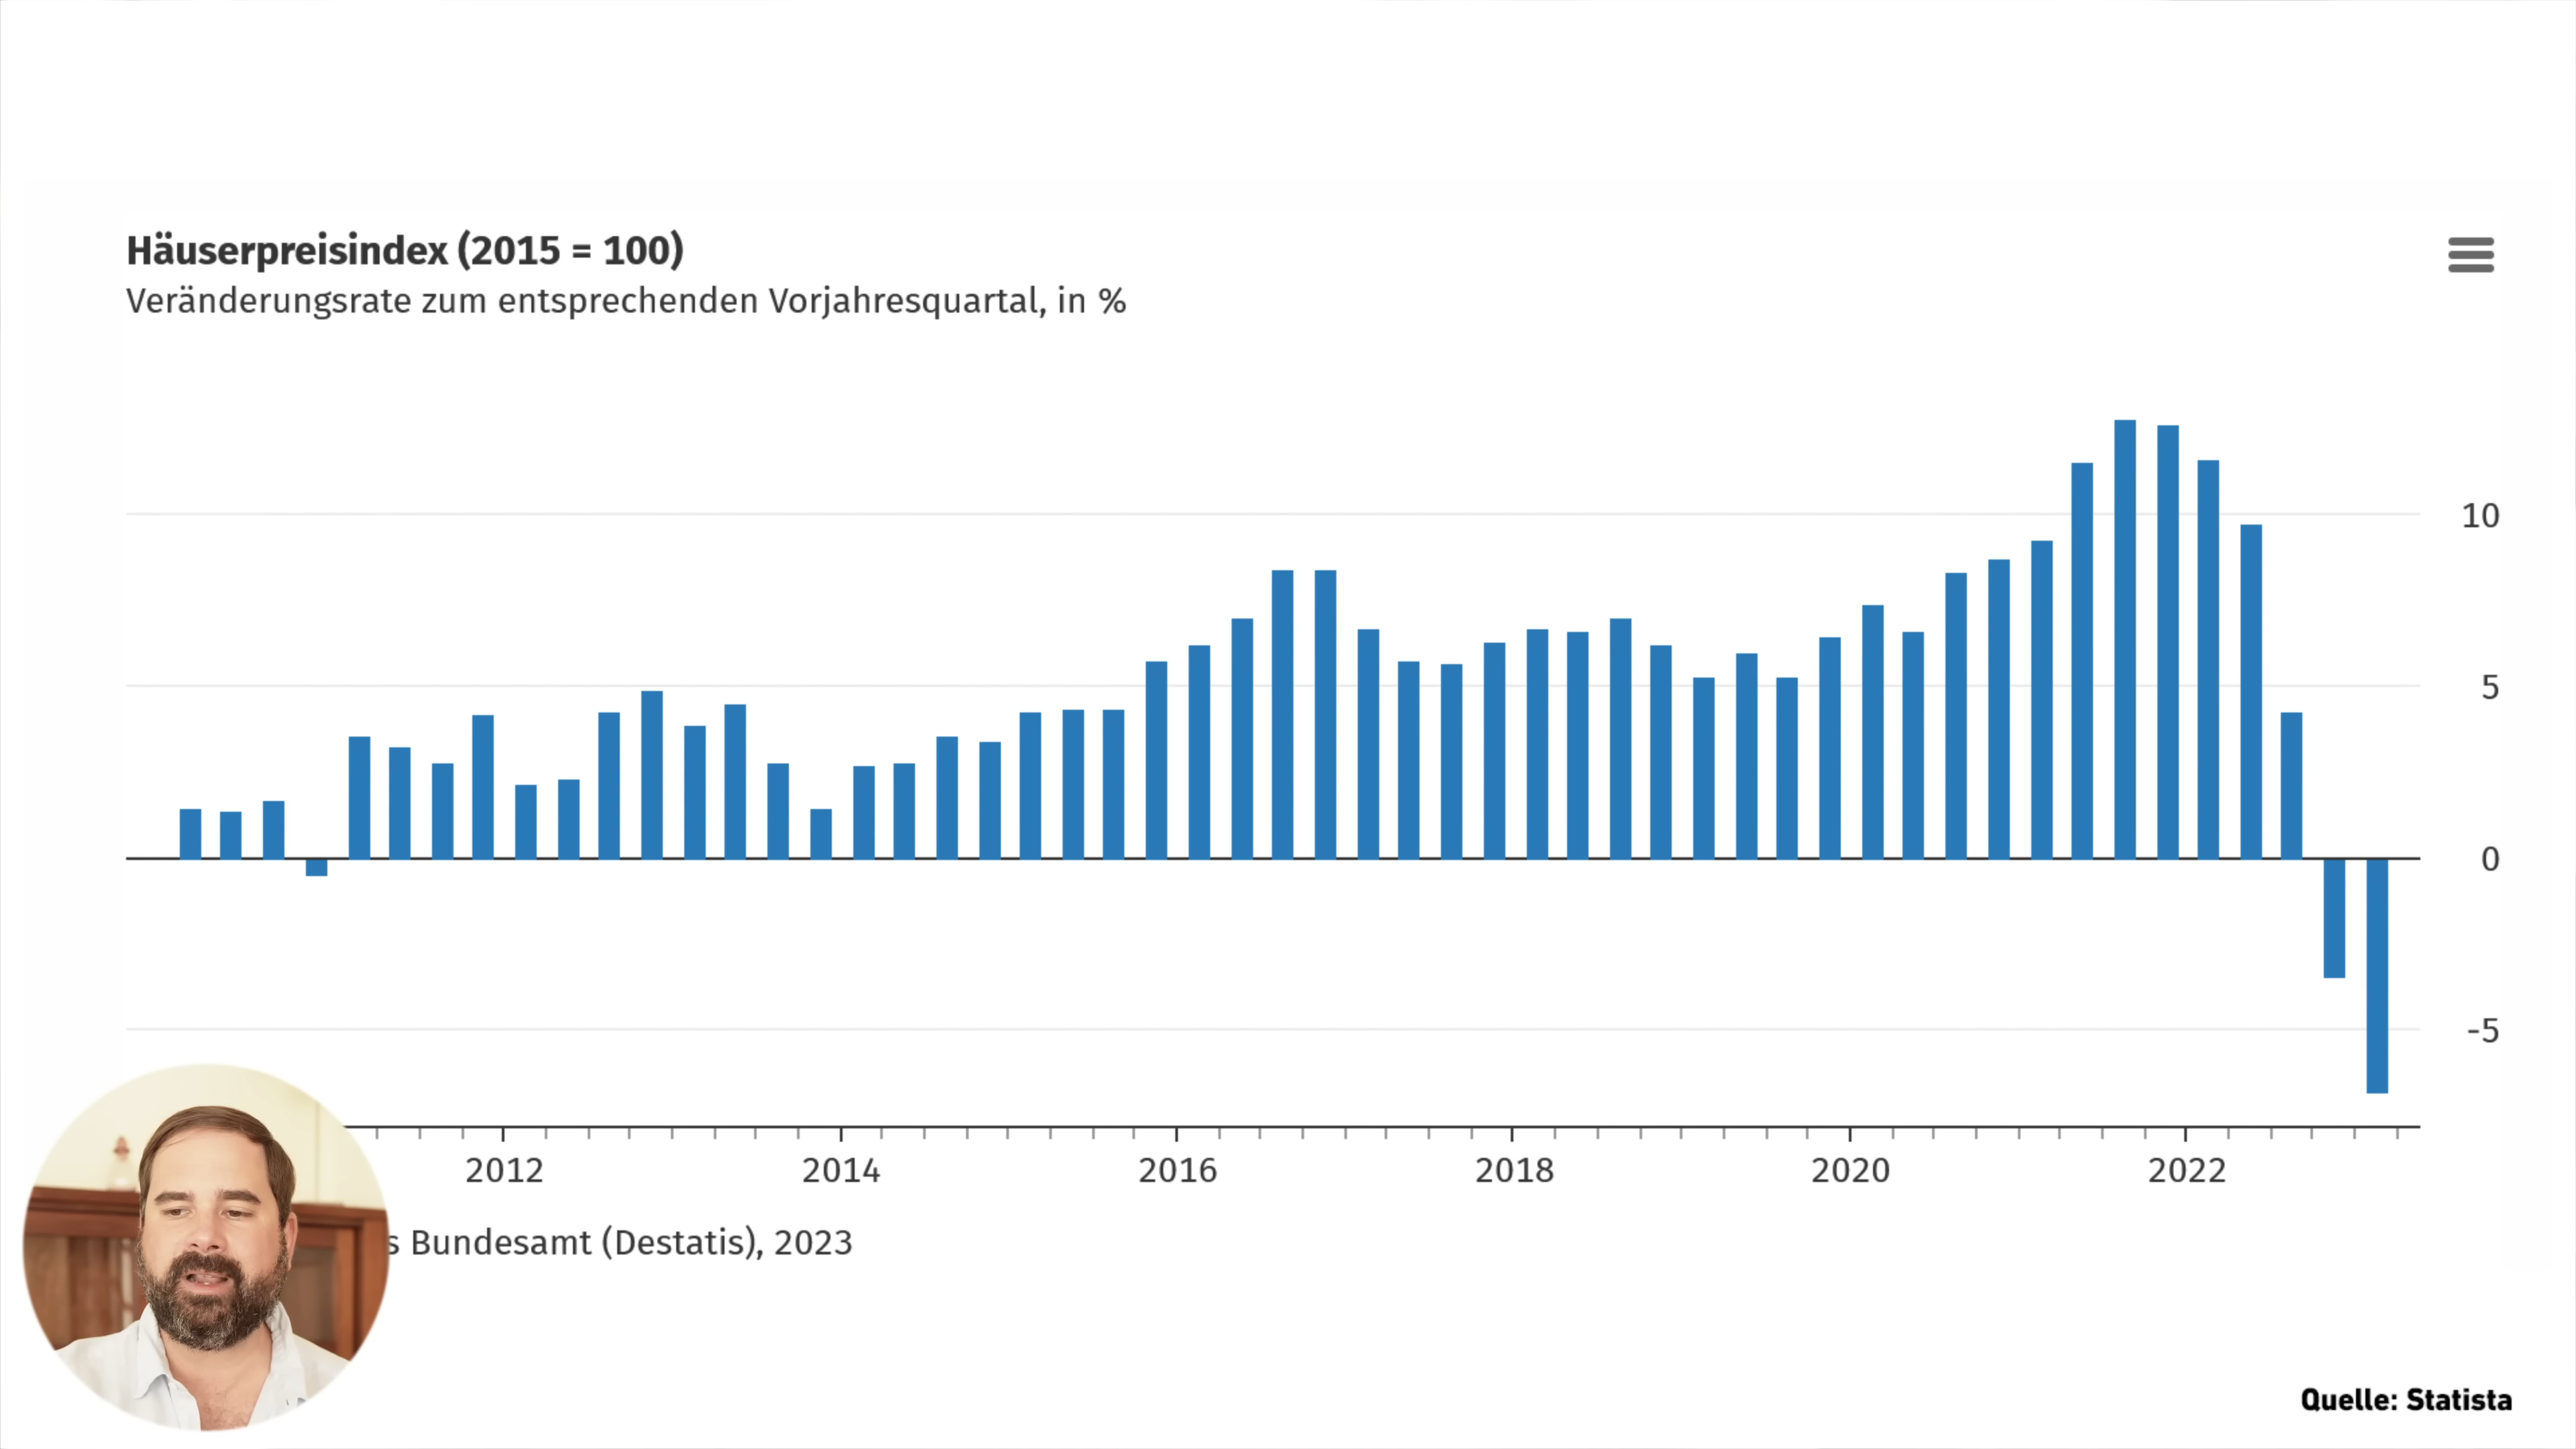 Häuserpreisindex (2015 = 100)
Veränderungsrate zum entsprechenden Vorjahresquartal, in %
10
5
0
-5
2012 2014 2016 2018 2020 2022
Bundesamt (Destatis), 2023
Quelle: Statista